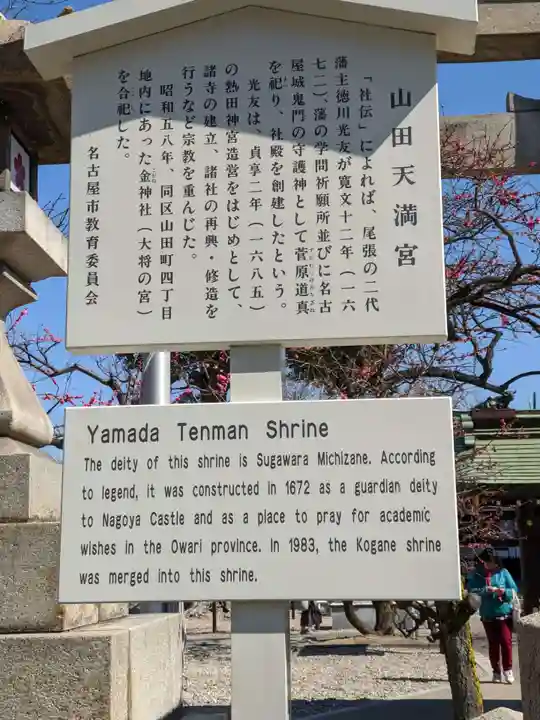 山田天満宮
「社伝」によれば、尾張の二代
藩主徳川光友が寛文十二年（一六
七二）、藩の学問祈願所並びに名古
屋城鬼門の守護神として菅原道真
を祀り、社殿を創建したという。
光友は、貞享二年（一六八五）
の熱田神宮造営をはじめとして、
諸寺の建立、諸社の再興・修造を
行うなど宗教を重んじた。
昭和五八年、同区山田町四丁目
地内にあった金神社（大将の宮）
を合祀した。
名古屋市教育委員会
Yamada Tenman Shrine
The deity of this shrine is Sugawara Michizane. According
to legend, it was constructed in 1672 as a guardian deity
to Nagoya Castle and as a place to pray for academic
wishes in the Owari province. In 1983, the Kogane shrine
was merged into this shrine.